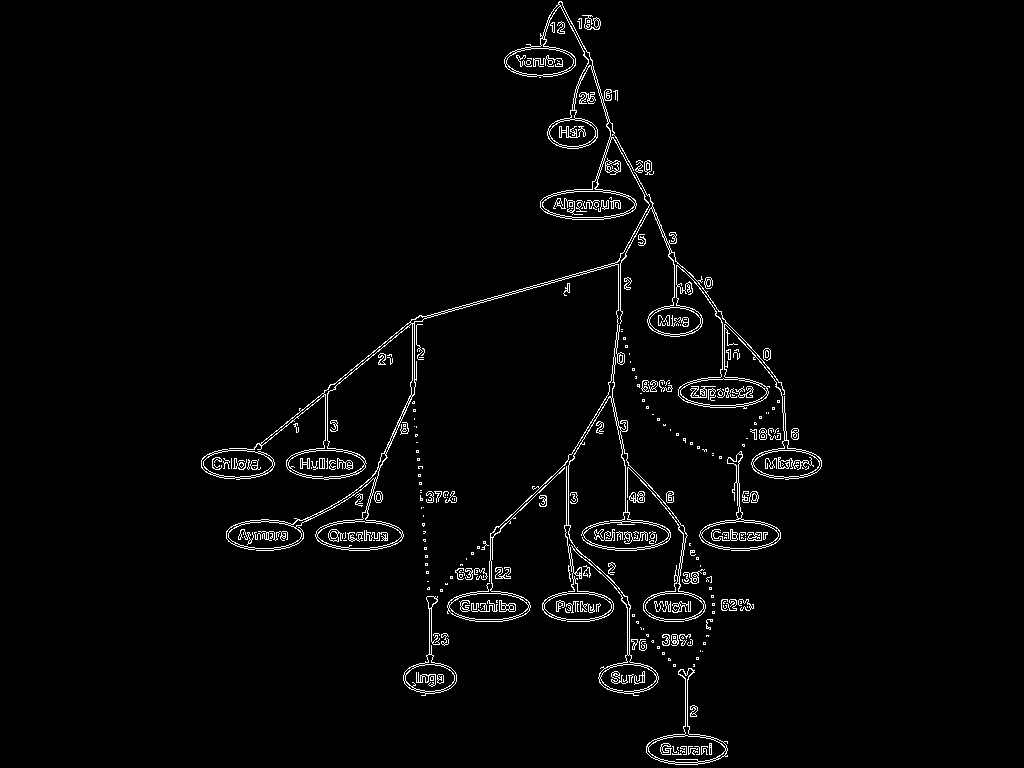 12 180
Yoruba
25 61
Han
63 20
Algonquin
5 3
1 2 18 0
Mixe
21 2 0 11 0
82% Zapotec2
1 3 8 2 3 18% 6
Chilote Huilliche Mixtec
2 0 37% 3 3 48 6 50
Aymara Quechua Kaingang Cabecar
63% 22 44 2 38 62%
Guahibo Palikur Wichi
23 76 38%
Inga Surui
2
Guarani